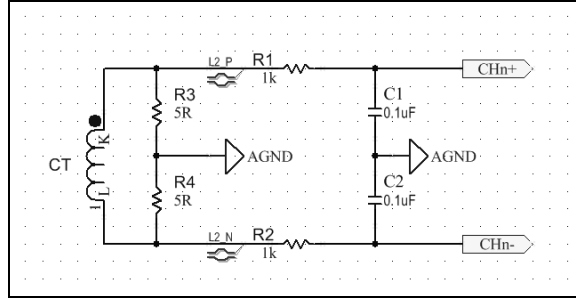 L2_P R1
1k
CHn+
R3
5R
C1
0.1uF
CT
K
L
1
AGND
AGND
R4
5R
C2
0.1uF
L2_N R2
1k
CHn-